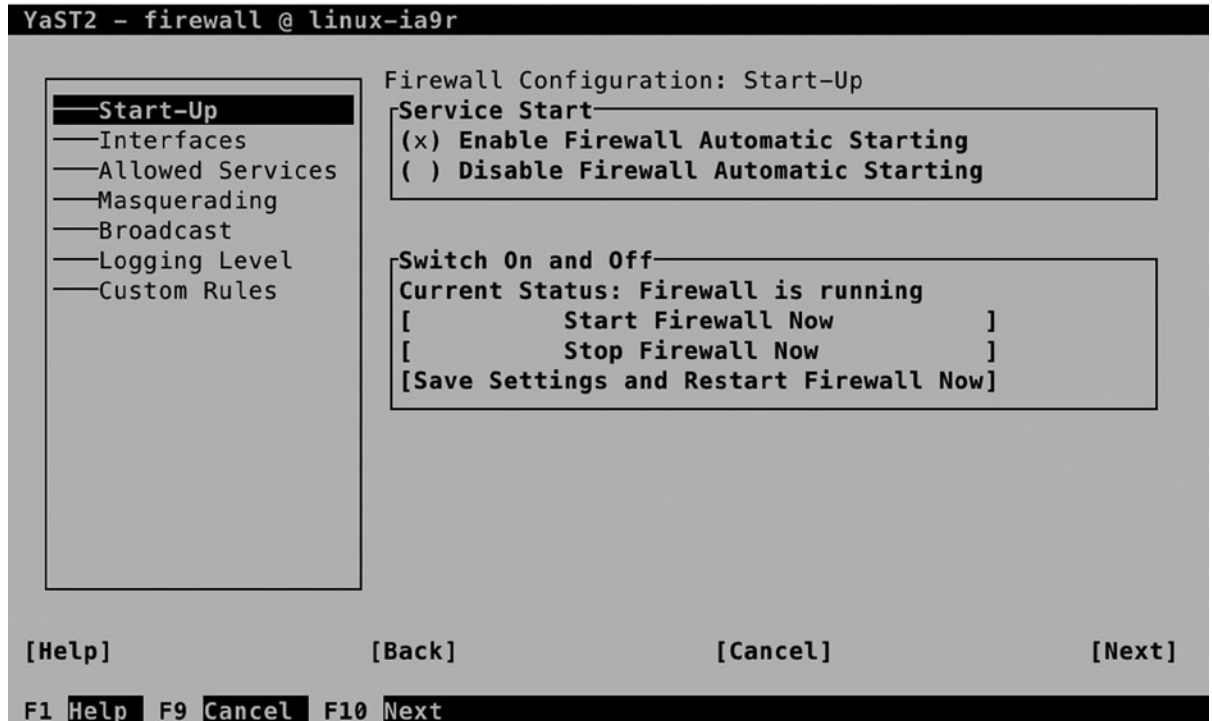 YaST2 - firewall @ linux-ia9r
Firewall Configuration: Start-Up
Start-Up
Interfaces
Allowed Services
Masquerading
Broadcast
Logging Level
Custom Rules
Service Start
(x) Enable Firewall Automatic Starting
( ) Disable Firewall Automatic Starting
Switch On and Off
Current Status: Firewall is running
[ Start Firewall Now ]
[ Stop Firewall Now ]
[Save Settings and Restart Firewall Now]
[Help] [Back] [Cancel] [Next]
F1 Help F9 Cancel F10 Next